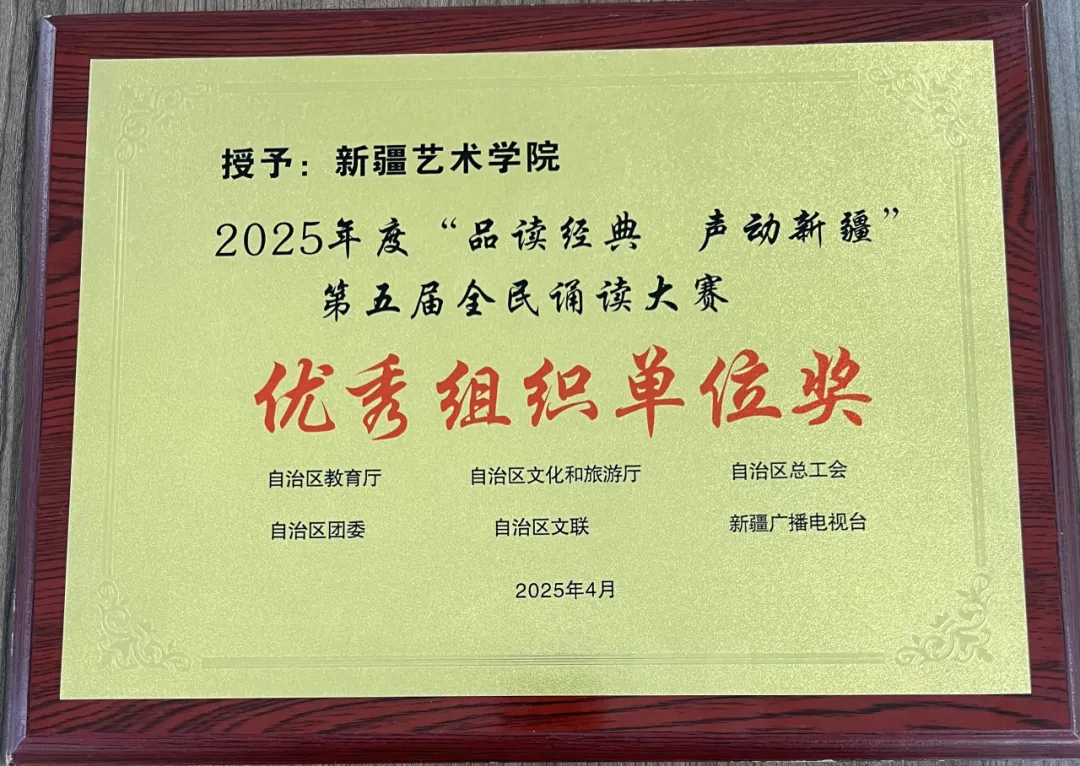 授予：新疆艺术学院
2025年度“品读经典 声动新疆”
第五届全民诵读大赛
优秀组织单位奖
自治区教育厅 自治区文化和旅游厅 自治区总工会
自治区团委 自治区文联 新疆广播电视台
2025年4月